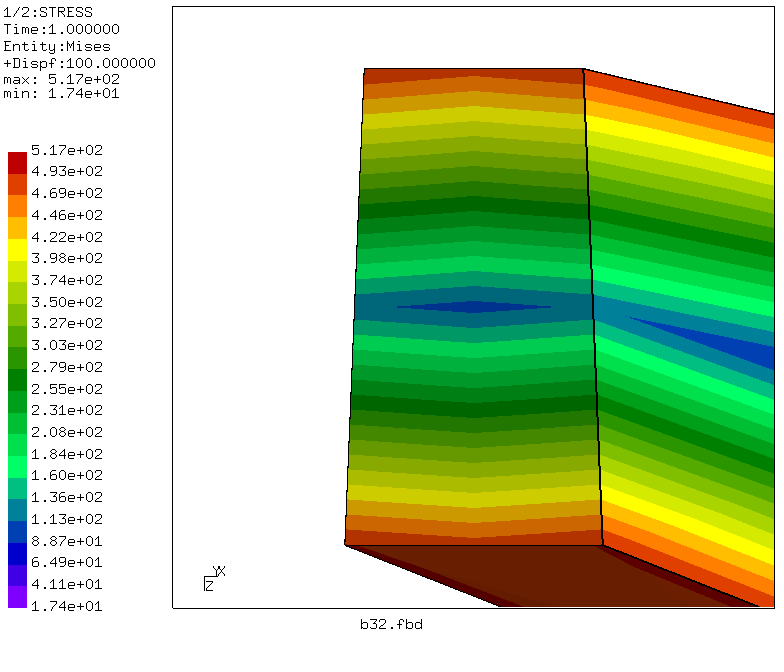 1/2:STRESS
Time:1.000000
Entity:Mises
+Dispf:100.000000
max: 5.17e+02
min: 1.74e+01
5.17e+02
4.93e+02
4.69e+02
4.46e+02
4.22e+02
3.98e+02
3.74e+02
3.50e+02
3.27e+02
3.03e+02
2.79e+02
2.55e+02
2.31e+02
2.08e+02
1.84e+02
1.60e+02
1.36e+02
1.13e+02
8.87e+01
6.49e+01
4.11e+01
1.74e+01
YX
Z
b32.fbd